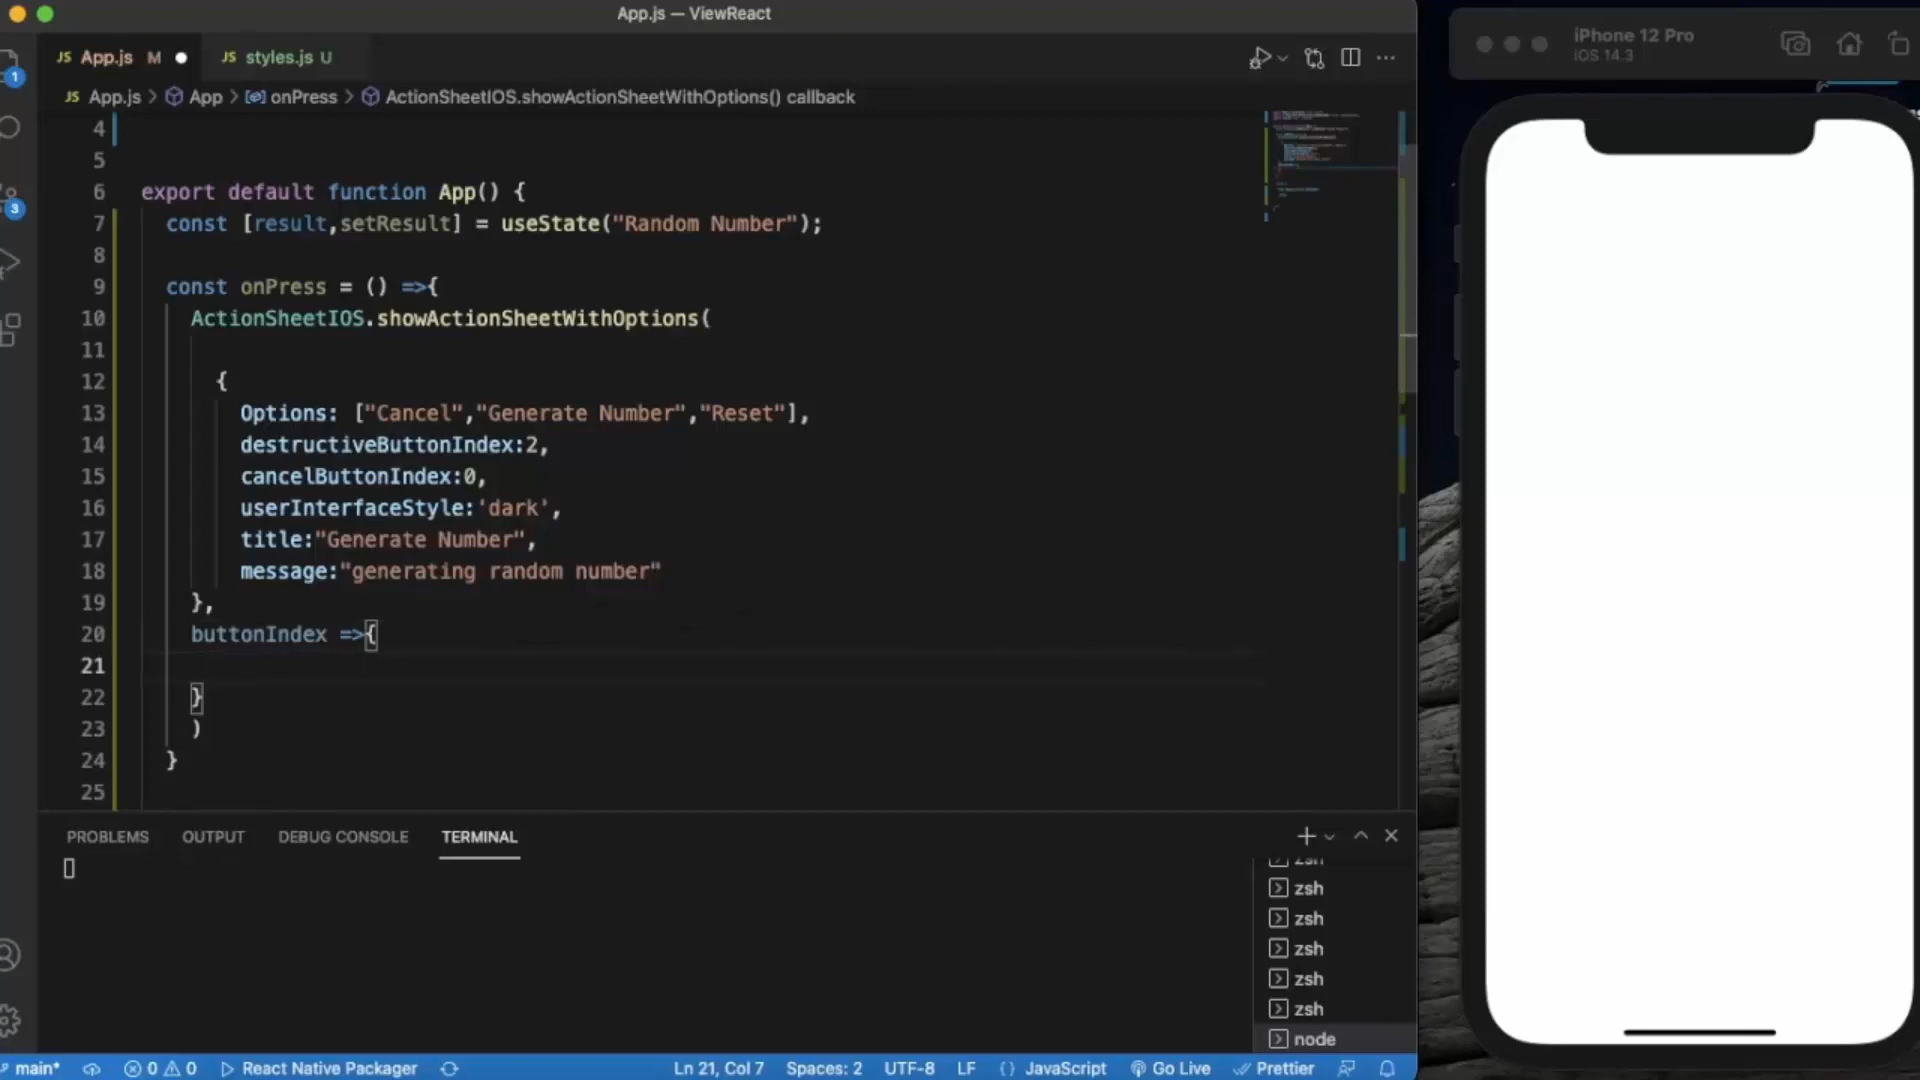 App.js — ViewReact
JS App.js M
JS styles.js U
JS App.js > App > onPress > ActionSheetIOS.showActionSheetWithOptions() callback
1
3
4
5
6 export default function App() {
7 const [result,setResult] = useState("Random Number");
8
9 const onPress = () =>{
10 ActionSheetIOS.showActionSheetWithOptions(
11
12 {
13 Options: ["Cancel","Generate Number","Reset"],
14 destructiveButtonIndex:2,
15 cancelButtonIndex:0,
16 userInterfaceStyle:'dark',
17 title:"Generate Number",
18 message:"generating random number"
19 },
20 buttonIndex =>{
21
22 }
23 )
24 }
25
PROBLEMS OUTPUT DEBUG CONSOLE TERMINAL
zsh
zsh
zsh
zsh
zsh
zsh
node
main* 0 0 React Native Packager Ln 21, Col 7 Spaces: 2 UTF-8 LF {} JavaScript Go Live Prettier
iPhone 12 Pro
iOS 14.3